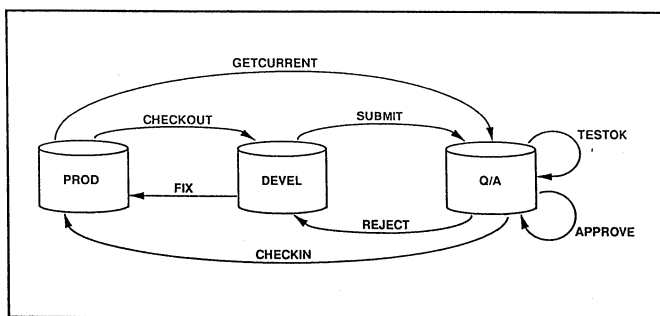 GETCURRENT
CHECKOUT
SUBMIT
TESTOK
PROD
FIX
DEVEL
Q/A
REJECT
APPROVE
CHECKIN